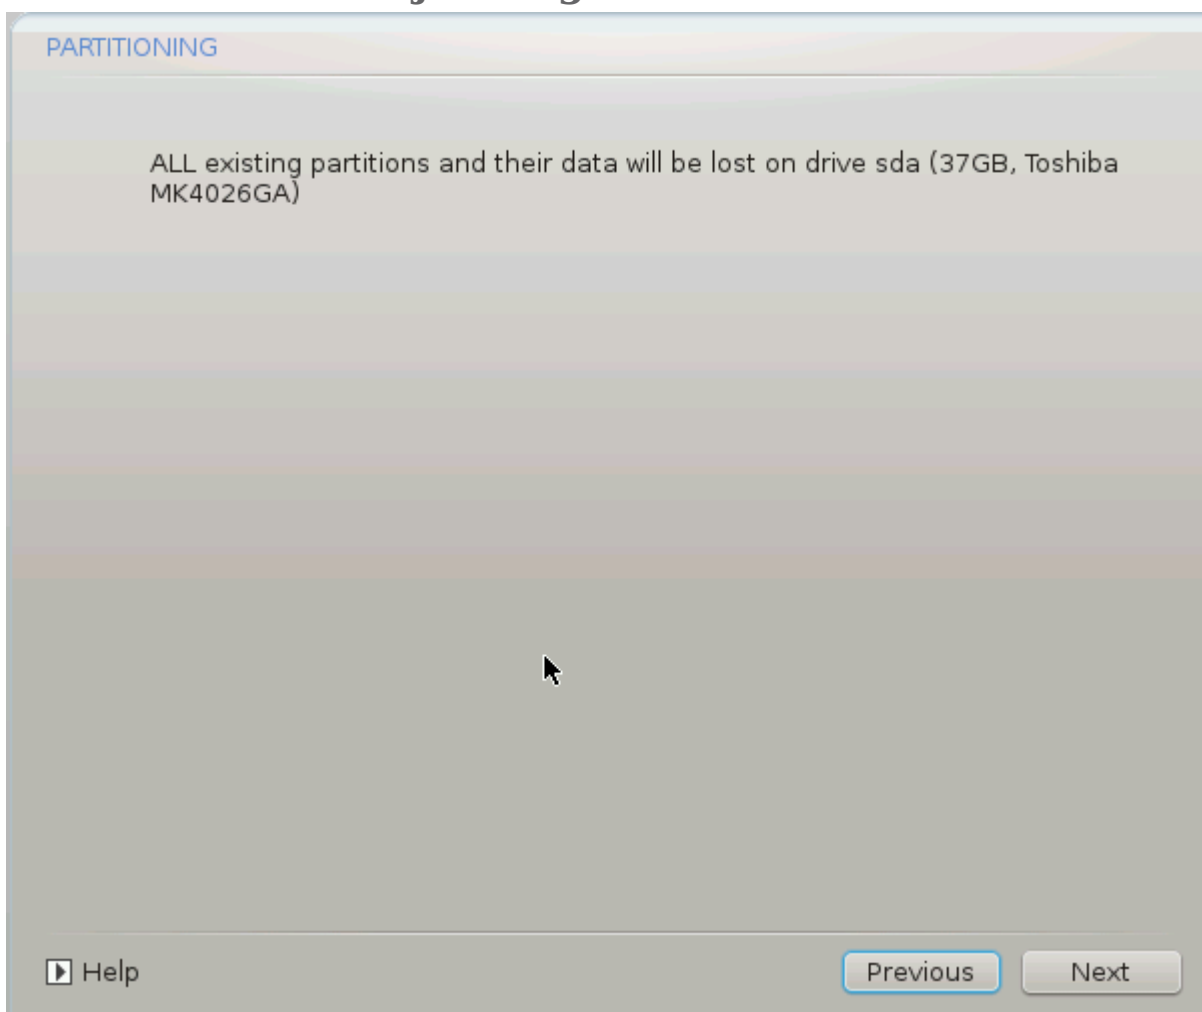 PARTITIONING
ALL existing partitions and their data will be lost on drive sda (37GB, Toshiba
MK4026GA)
Help
Previous
Next